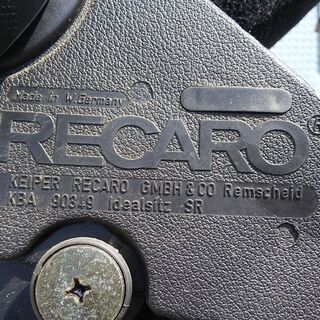 Made in W.Germany
RECARO®
KEIPER RECARO GMBH & CO Remscheid
KBA 90349 Idealsitz SR